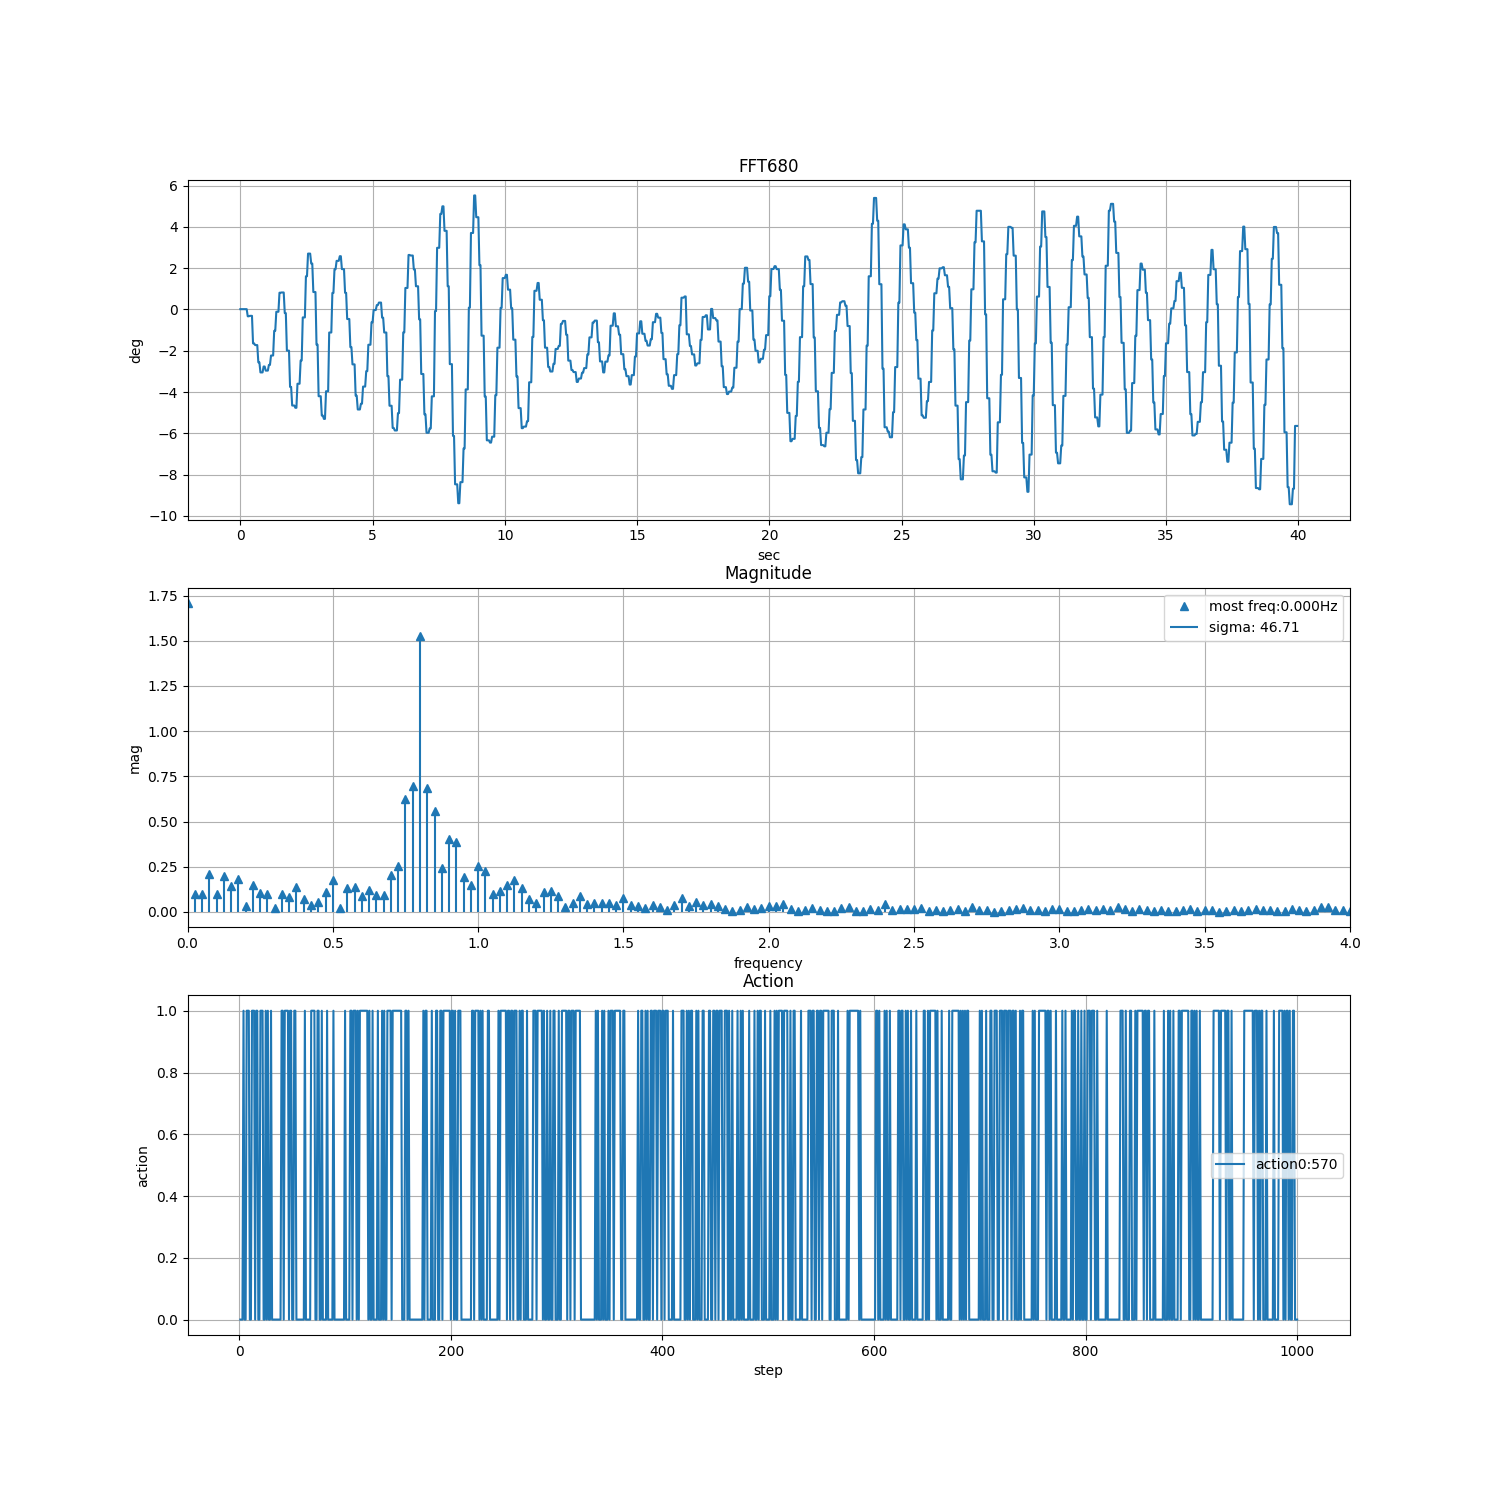 FFT680
6
4
2
0
−2
−4
−6
−8
−10
deg
0 5 10 15 20 25 30 35 40
sec
Magnitude
1.75
1.50
1.25
1.00
0.75
0.50
0.25
0.00
mag
most freq:0.000Hz
sigma: 46.71
0.0 0.5 1.0 1.5 2.0 2.5 3.0 3.5 4.0
frequency
Action
1.0
0.8
0.6
0.4
0.2
0.0
action
action0:570
0 200 400 600 800 1000
step